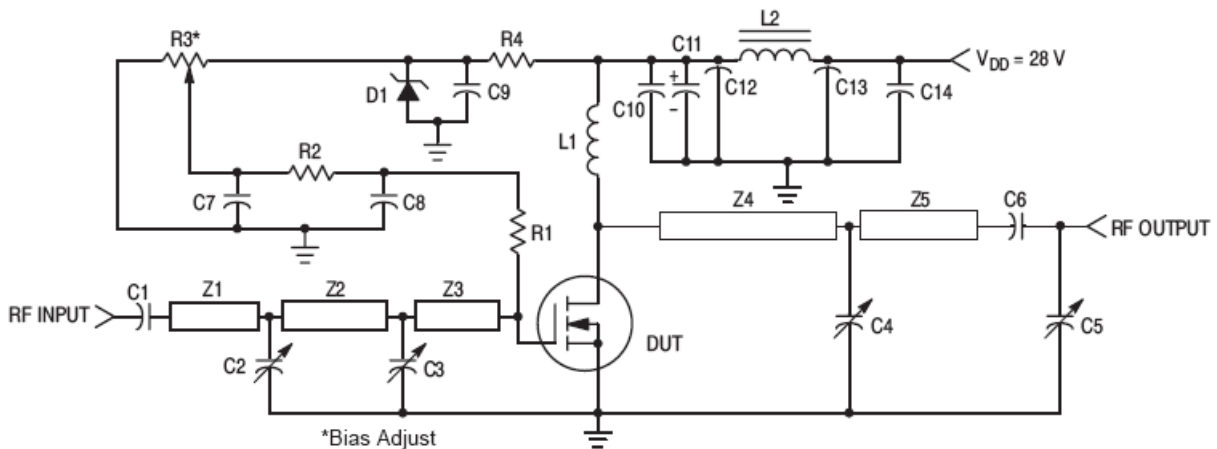 L2
R3*
R4
C11
V_DD = 28 V
+
D1
C9
C10
-
C12
C13
C14
L1
R2
C7
C8
R1
Z4
Z5
C6
RF OUTPUT
C1
Z1
Z2
Z3
RF INPUT
C4
C5
DUT
C2
C3
*Bias Adjust